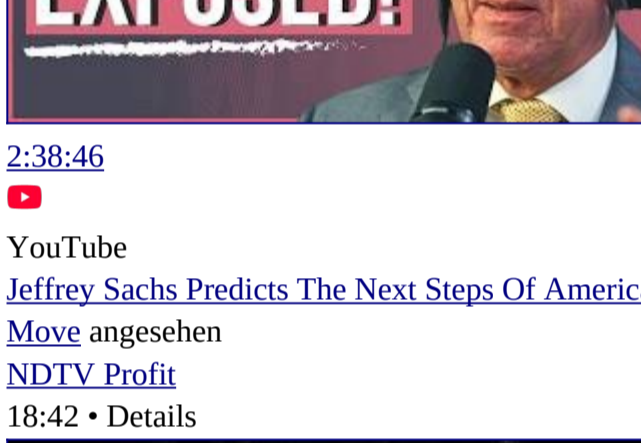 EXPOSED!
2:38:46
YouTube
Jeffrey Sachs Predicts The Next Steps Of Americ
Move angesehen
NDTV Profit
18:42 • Details